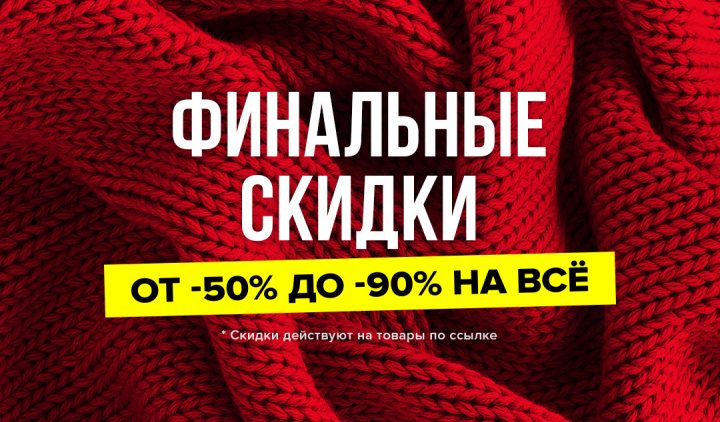 ФИНАЛЬНЫЕ
СКИДКИ
ОТ -50% ДО -90% НА ВСЁ
* Скидки действуют на товары по ссылке